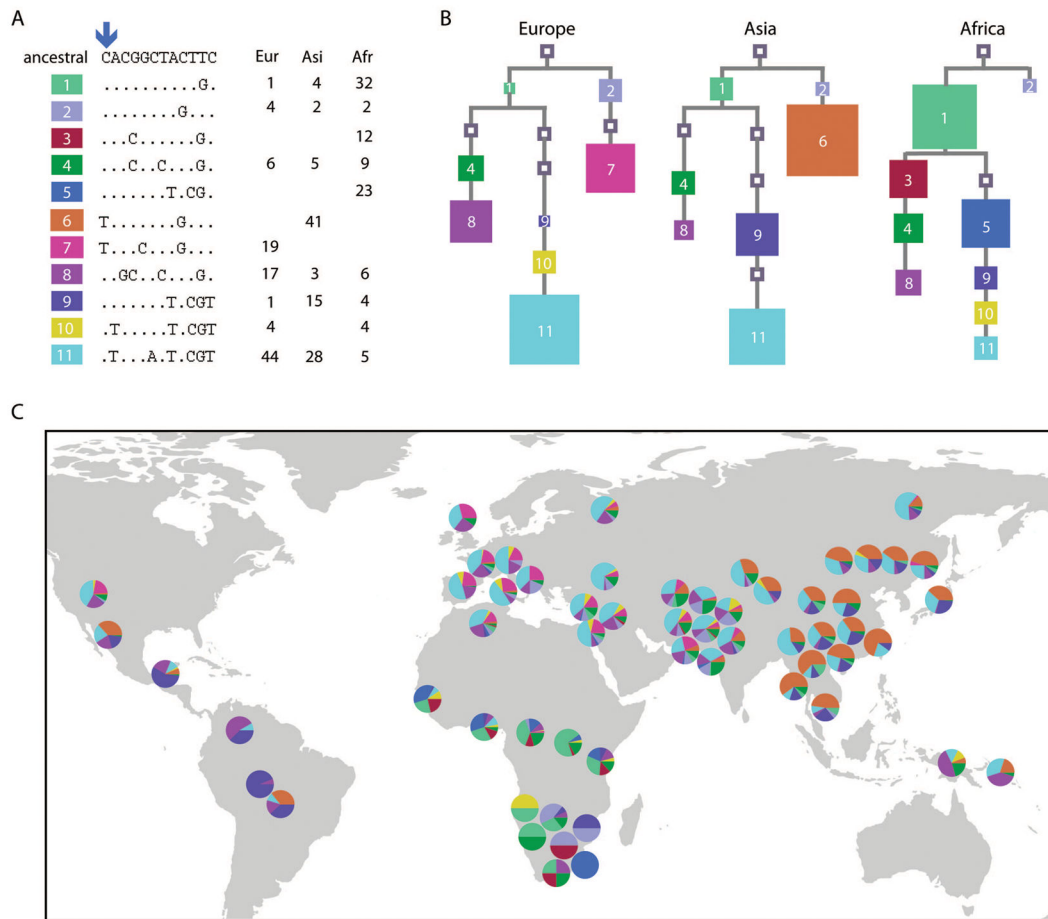 A
ancestral CACGGCTACTTC Eur Asi Afr
1 ..........G. 1 4 32
2 ........G... 4 2 2
3 ...C......G. 12
4 ...C..C...G. 6 5 9
5 .......T.CG. 23
6 T.......G... 41
7 T...C...G... 19
8 ..GC..C...G. 17 3 6
9 .......T.CGT 1 15 4
10 .T.....T.CGT 4 4
11 .T...A.T.CGT 44 28 5
B
Europe
1
2
4
7
8
9
10
11
Asia
1
2
6
4
8
9
11
Africa
1
2
3
5
4
9
8
10
11
C